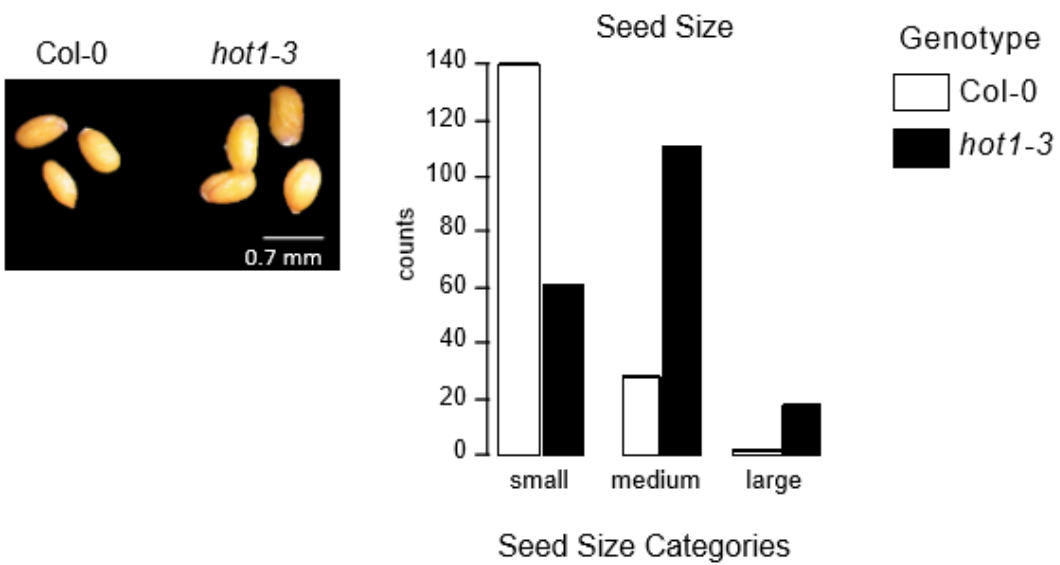 Col-0
hot1-3
0.7 mm
Seed Size
140
120
100
80
60
40
20
0
counts
small
medium
large
Seed Size Categories
Genotype
Col-0
hot1-3